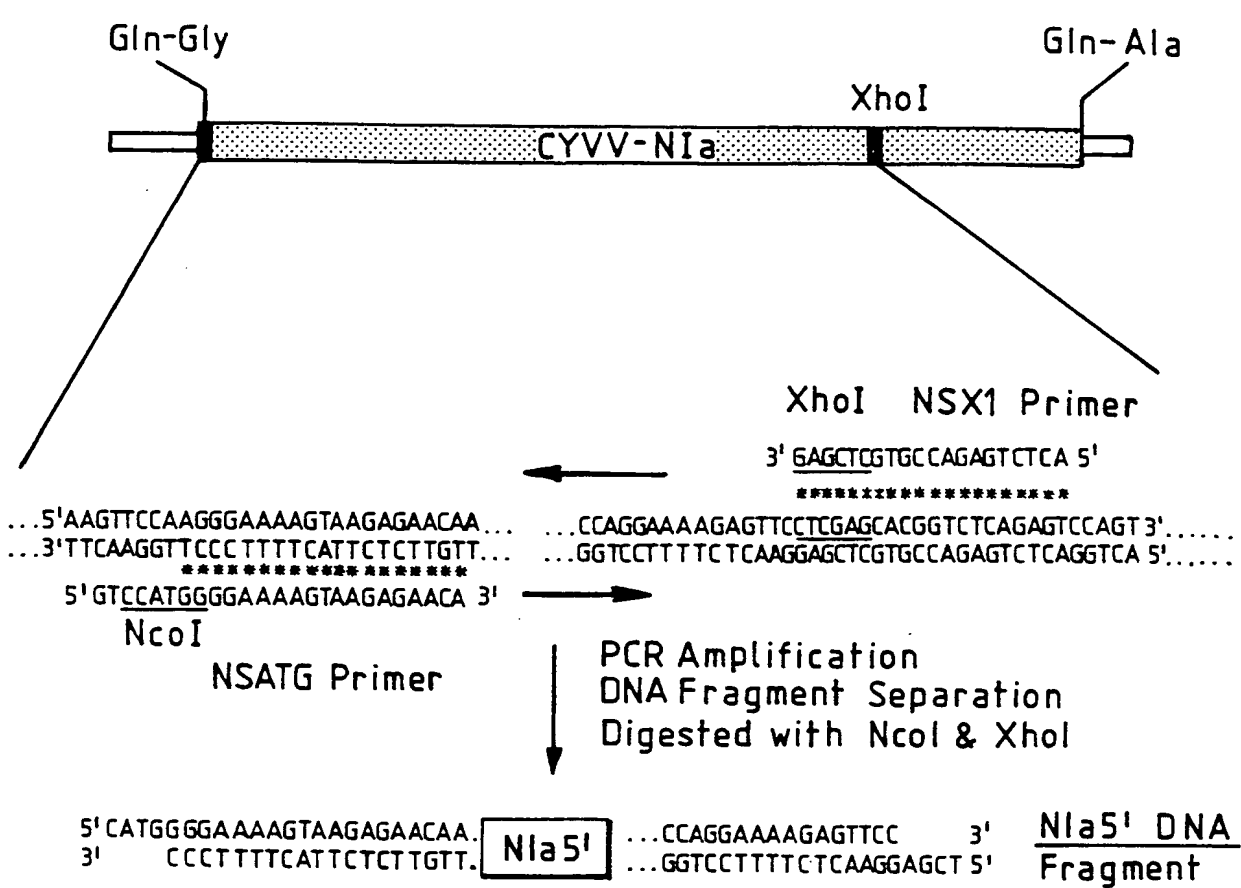 Gln-Gly
Gln-Ala
XhoI
CYVV-NIa
XhoI NSX1 Primer
3' GAGCTCGTGCCAGAGTCTCA 5'
*******************
...5'AAGTTCCAAGGGAAAAGTAAGAGAACAA... ...CCAGGAAAAGAGTTCCTCGAGCACGGTCTCAGAGTCCAGT 3'......
...3'TTCAAGGTTCCCTTTTCATTCTCTTGTT... ...GGTCCTTTTCTCAAGGAGCTCGTGCCAGAGTCTCAGGTCA 5'......
*******************
5'GTCCATGGGGAAAAGTAAGAGAACA 3'
NcoI
NSATG Primer
PCR Amplification
DNA Fragment Separation
Digested with NcoI & XhoI
5'CATGGGGAAAAGTAAGAGAACAA. NIa5' ...CCAGGAAAAGAGTTCC 3'
3' CCCTTTTCATTCTCTTGTT. ...GGTCCTTTTCTCAAGGAGCT 5'
NIa5' DNA
Fragment